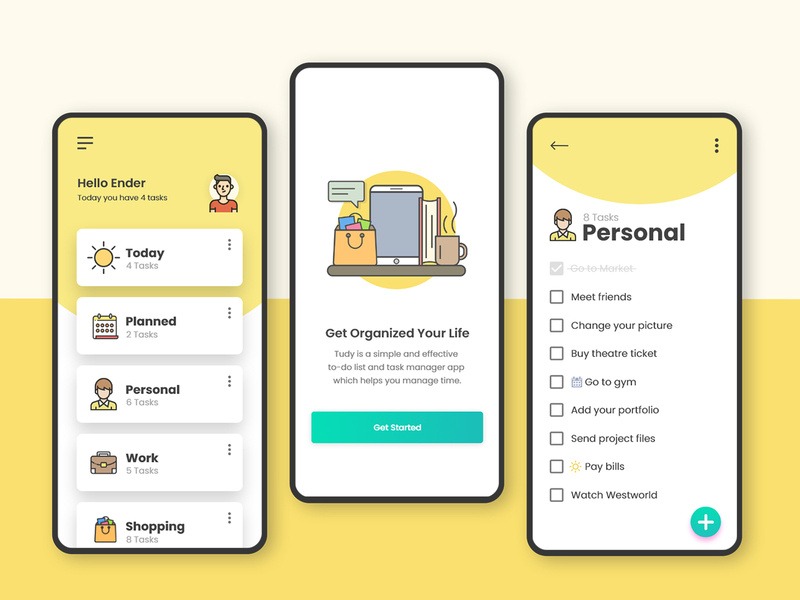 Hello Ender
Today you have 4 tasks
Today
4 Tasks
Planned
2 Tasks
Personal
6 Tasks
Work
5 Tasks
Shopping
8 Tasks
Get Organized Your Life
Tudy is a simple and effective
to-do list and task manager app
which helps you manage time.
Get Started
8 Tasks
Personal
Go to Market
Meet friends
Change your picture
Buy theatre ticket
Go to gym
Add your portfolio
Send project files
Pay bills
Watch Westworld